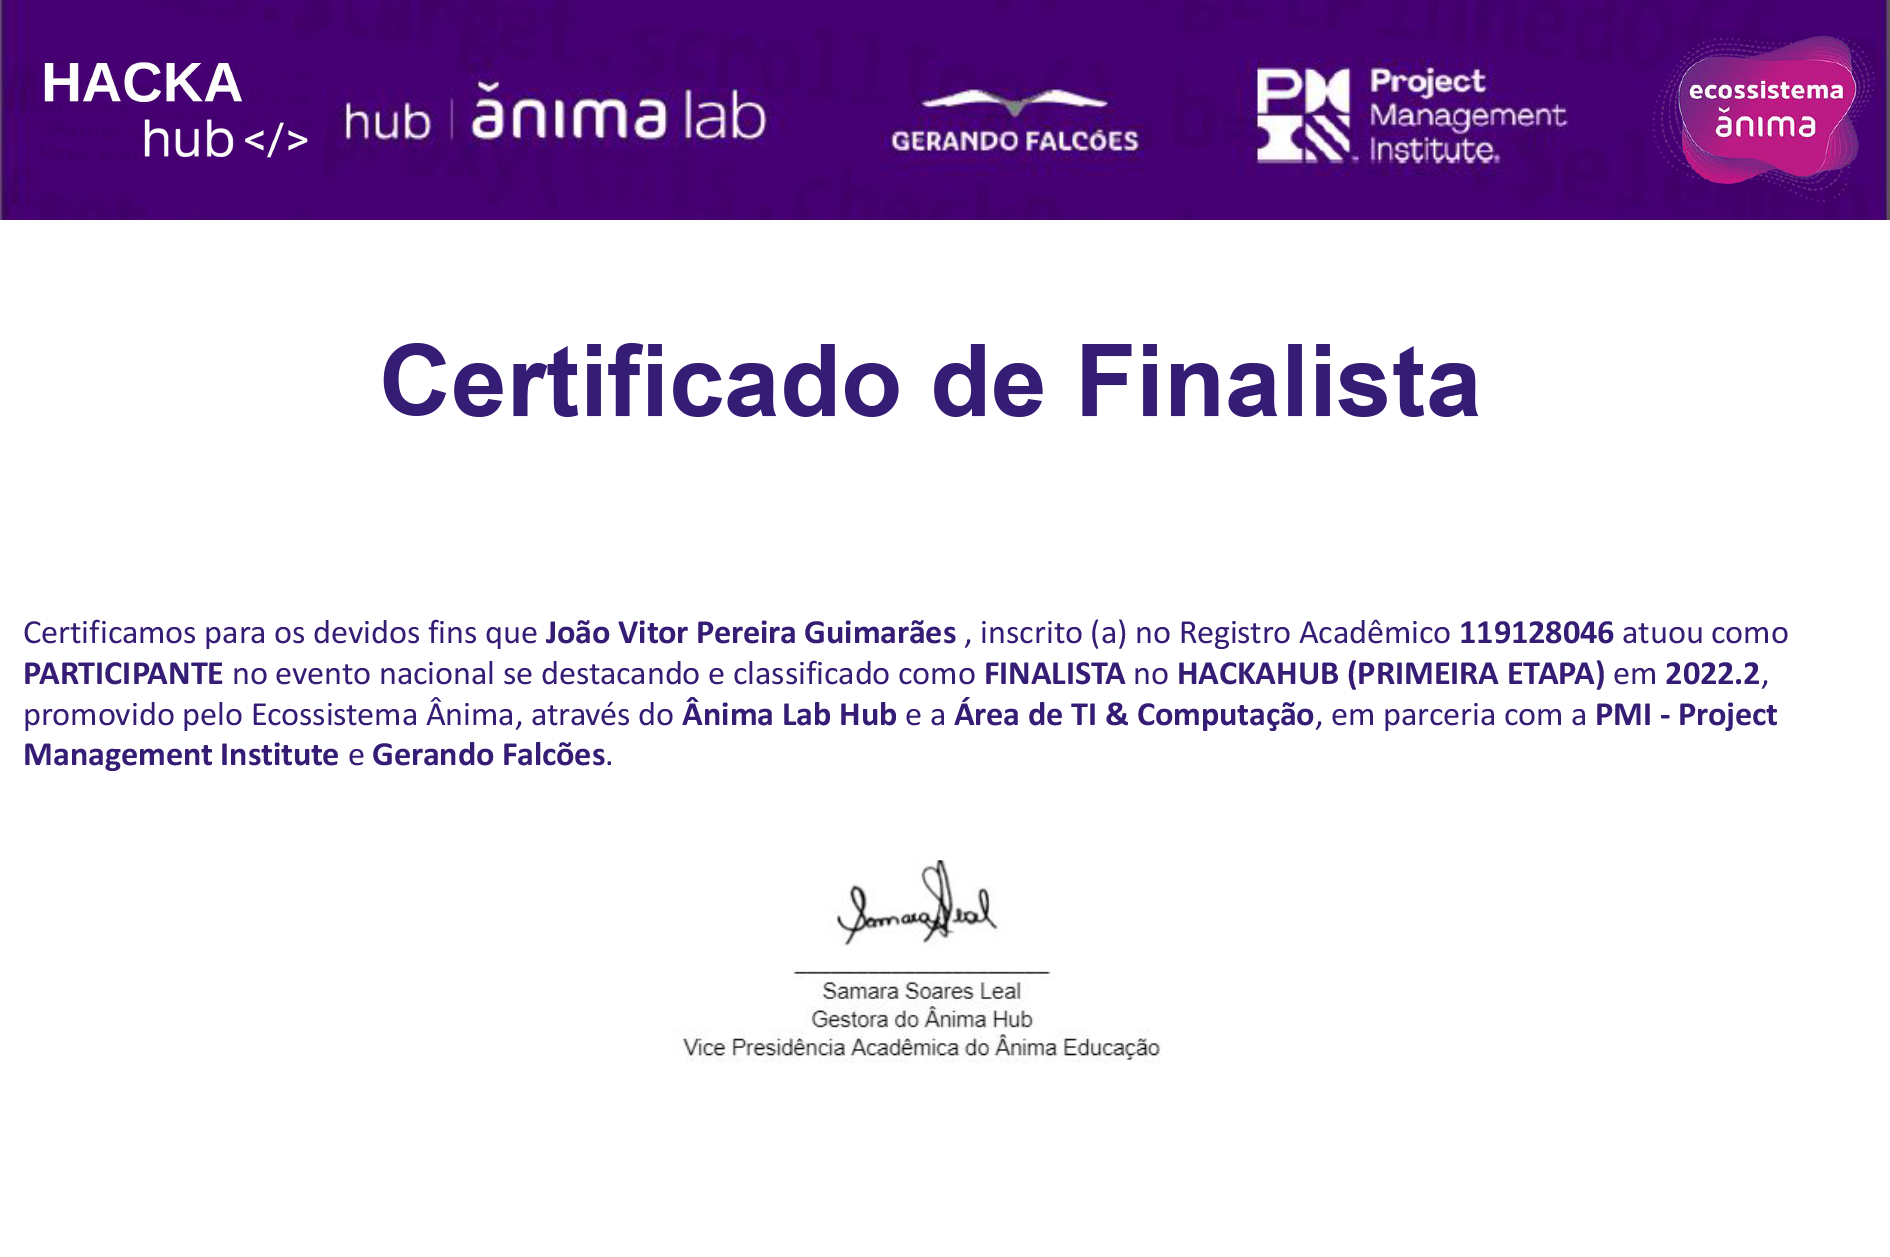 HACKA
hub </>
hub | ănıma lab
GERANDO FALCÕES
PMI Project
Management
Institute.
ecossistema
ănıma
Certificado de Finalista
Certificamos para os devidos fins que João Vitor Pereira Guimarães , inscrito (a) no Registro Acadêmico 119128046 atuou como
PARTICIPANTE no evento nacional se destacando e classificado como FINALISTA no HACKAHUB (PRIMEIRA ETAPA) em 2022.2,
promovido pelo Ecossistema Ânima, através do Ânima Lab Hub e a Área de TI & Computação, em parceria com a PMI - Project
Management Institute e Gerando Falcões.
Samara Leal
Samara Soares Leal
Gestora do Ânima Hub
Vice Presidência Acadêmica do Ânima Educação